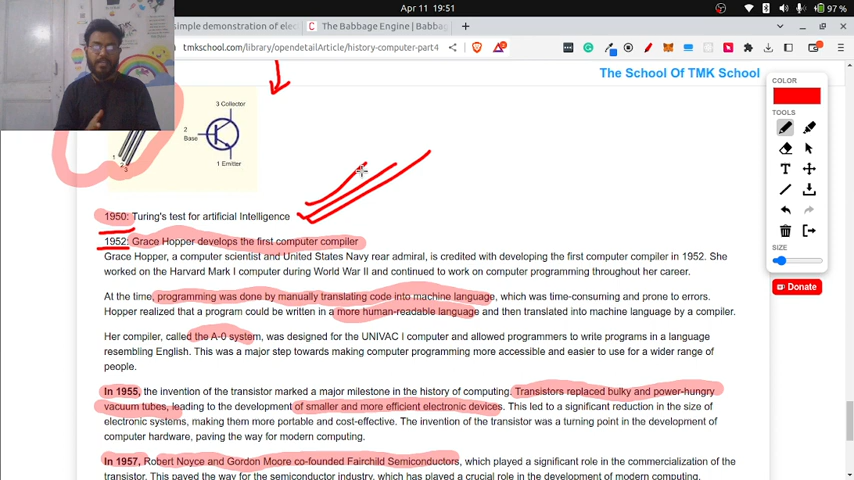 Apr 11 19:51
97 %
simple demonstration of elec
The Babbage Engine | Babbag
tmkschool.com/library/opendetailArticle/history-computer-part4
The School Of TMK School
COLOR
TOOLS
SIZE
Donate
3 Collector
2
Base
1 Emitter
1
2
3
1950: Turing's test for artificial Intelligence
1952: Grace Hopper develops the first computer compiler
Grace Hopper, a computer scientist and United States Navy rear admiral, is credited with developing the first computer compiler in 1952. She
worked on the Harvard Mark I computer during World War II and continued to work on computer programming throughout her career.
At the time, programming was done by manually translating code into machine language, which was time-consuming and prone to errors.
Hopper realized that a program could be written in a more human-readable language and then translated into machine language by a compiler.
Her compiler, called the A-0 system, was designed for the UNIVAC I computer and allowed programmers to write programs in a language
resembling English. This was a major step towards making computer programming more accessible and easier to use for a wider range of
people.
In 1955, the invention of the transistor marked a major milestone in the history of computing. Transistors replaced bulky and power-hungry
vacuum tubes, leading to the development of smaller and more efficient electronic devices. This led to a significant reduction in the size of
electronic systems, making them more portable and cost-effective. The invention of the transistor was a turning point in the development of
computer hardware, paving the way for modern computing.
In 1957, Robert Noyce and Gordon Moore co-founded Fairchild Semiconductors, which played a significant role in the commercialization of the
transistor. This paved the way for the semiconductor industry, which has played a crucial role in the development of modern computing.